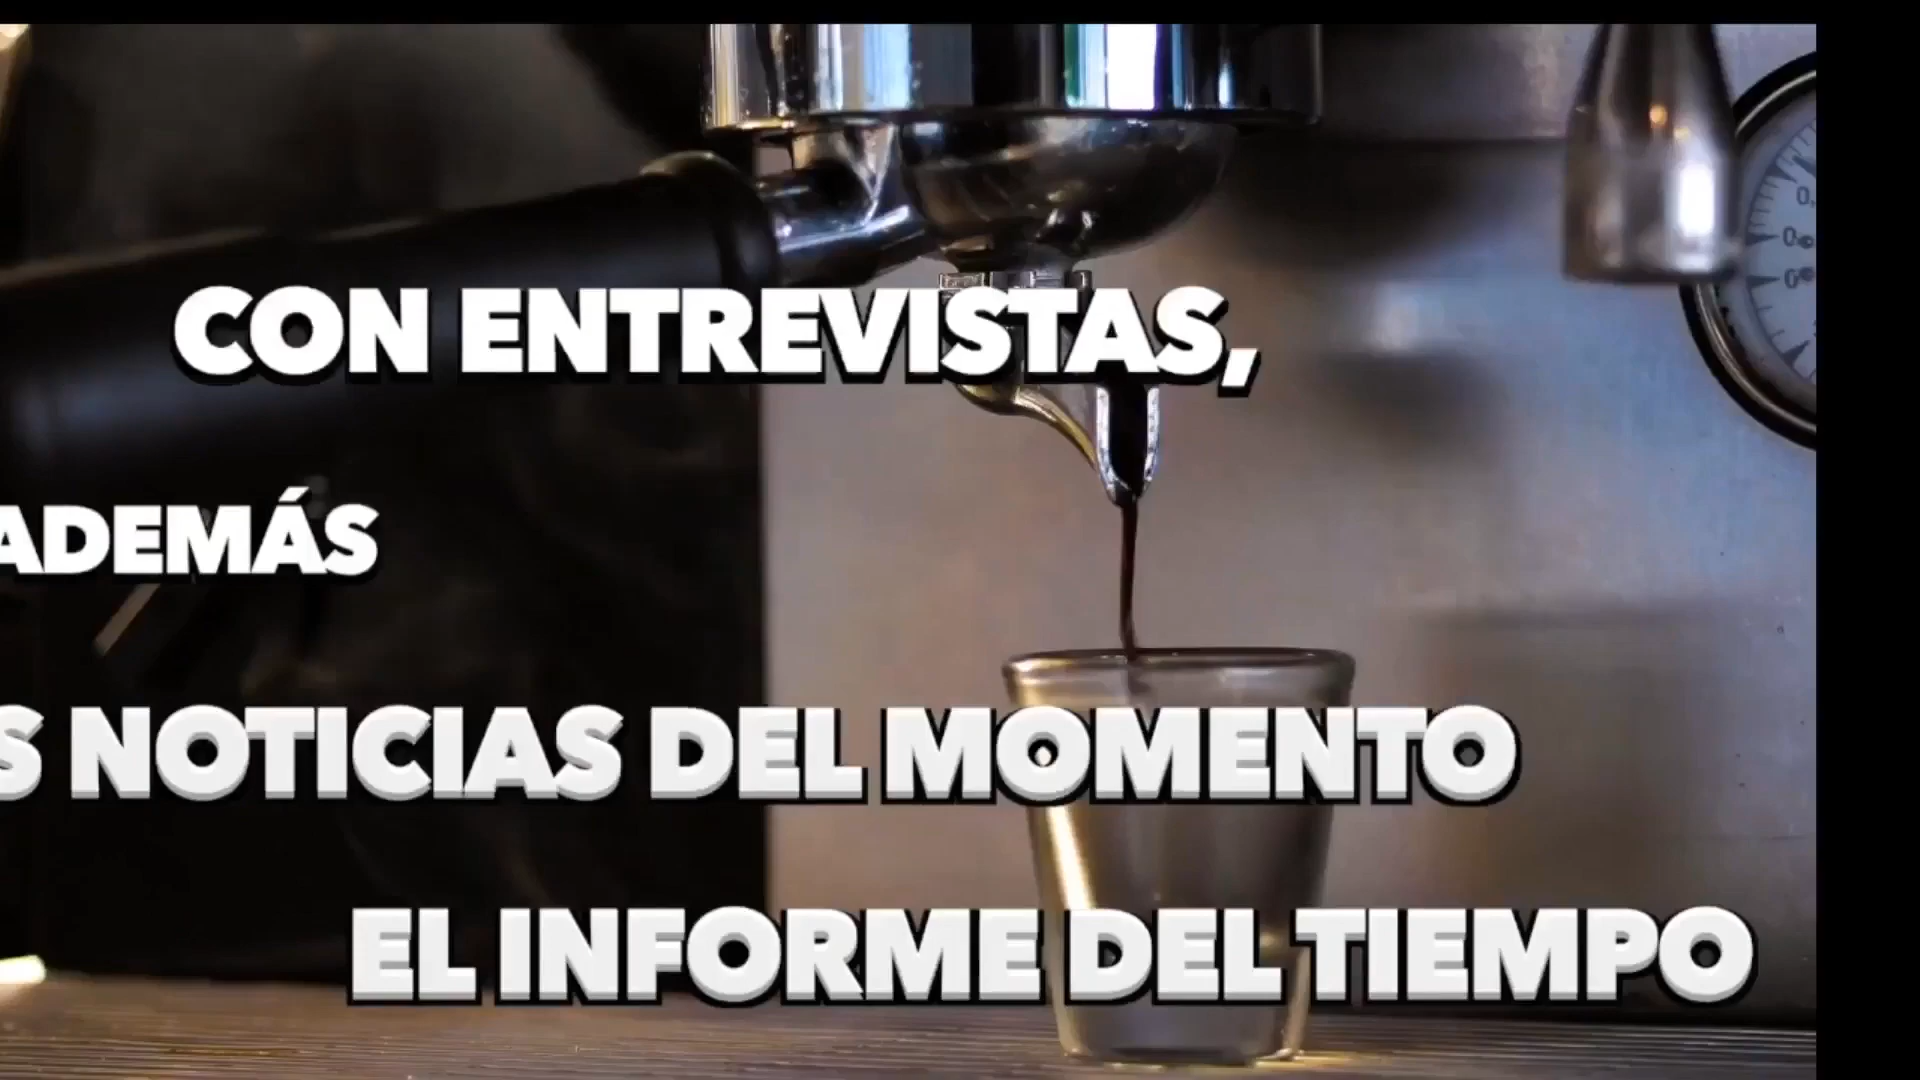 CON ENTREVISTAS,
ADEMÁS
S NOTICIAS DEL MOMENTO
EL INFORME DEL TIEMPO